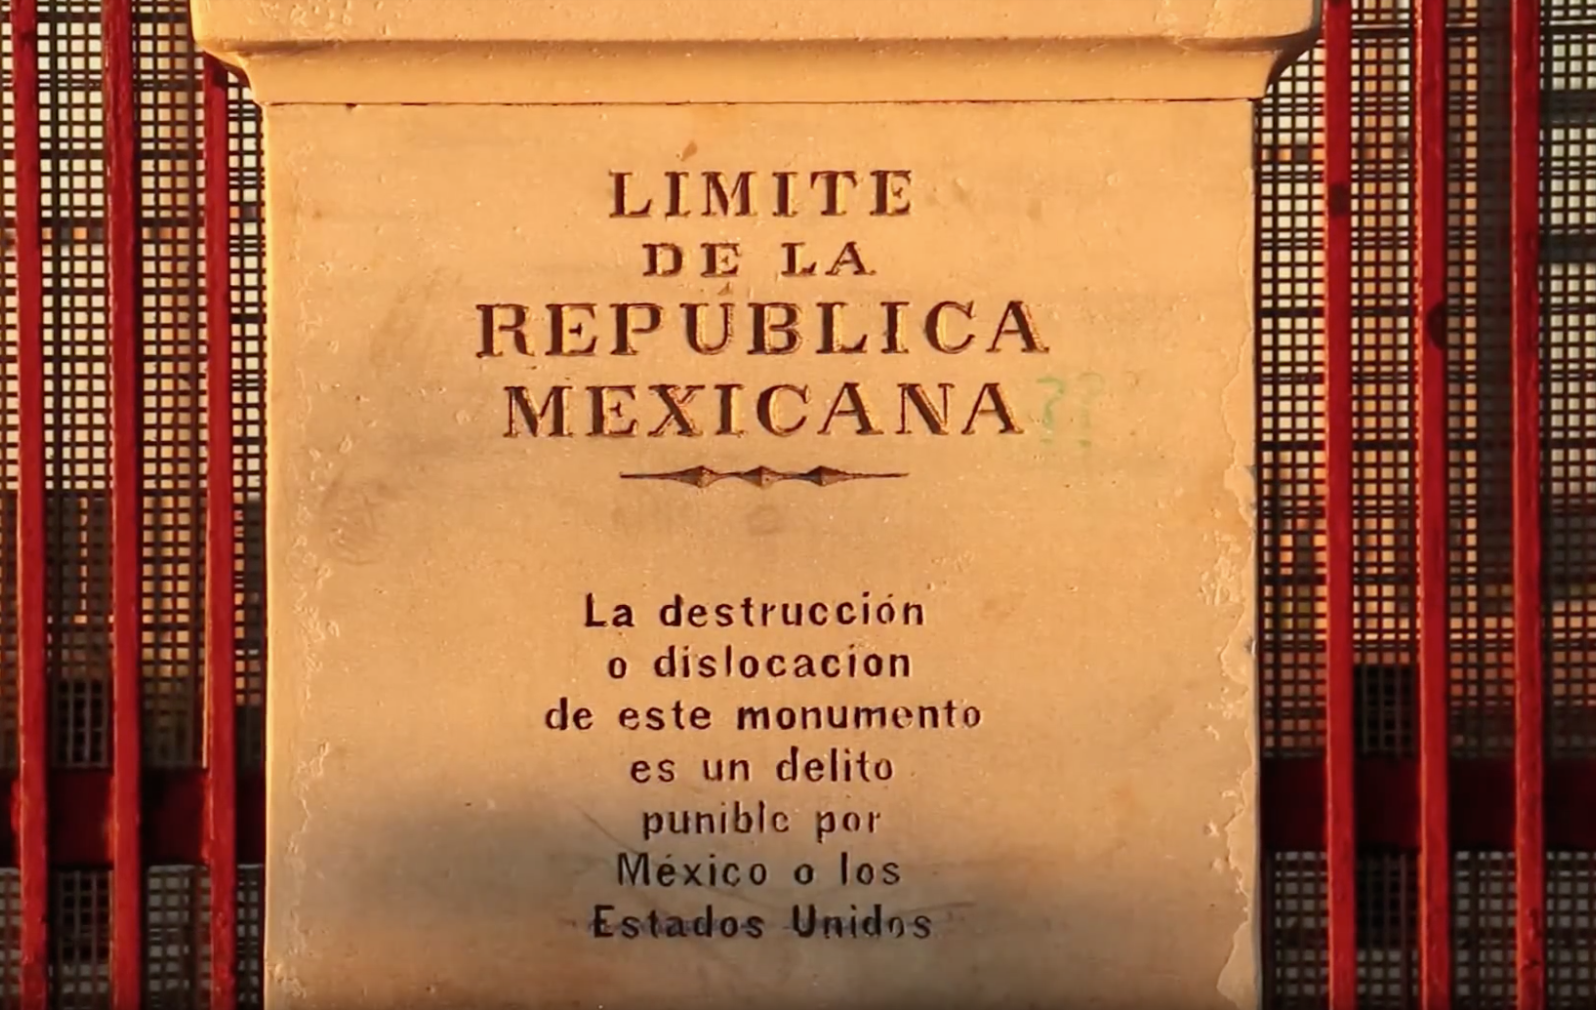 LIMITE
DE LA
REPÚBLICA
MEXICANA
La destrucción
o dislocacion
de este monumento
es un delito
punible por
México o los
Estados Unidos